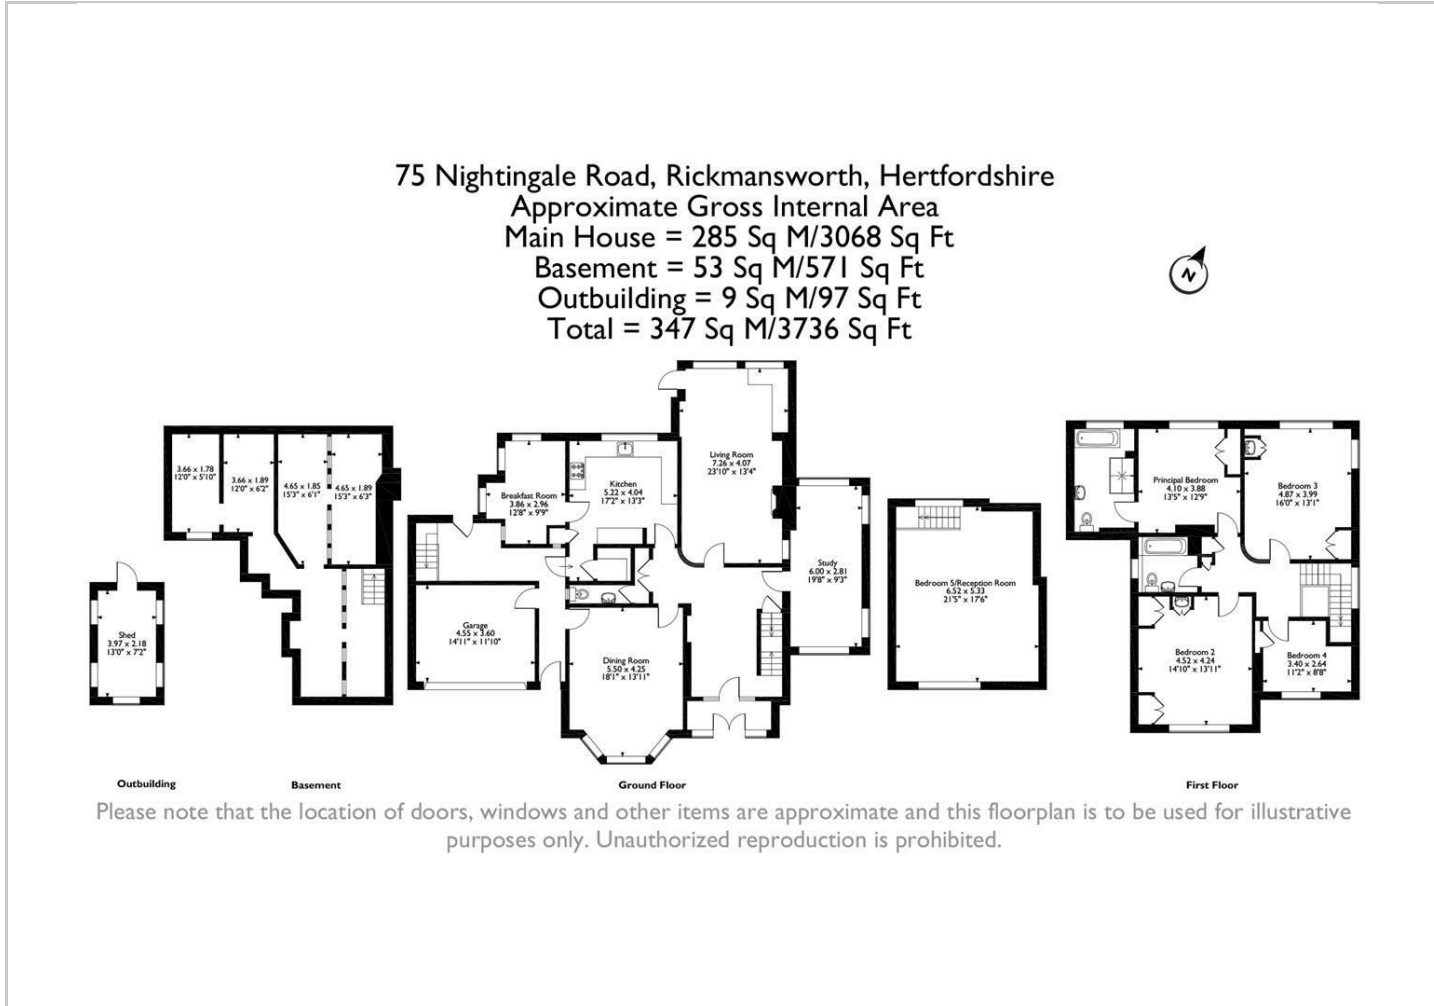 75 Nightingale Road, Rickmansworth, Hertfordshire
Approximate Gross Internal Area
Main House = 285 Sq M/3068 Sq Ft
Basement = 53 Sq M/571 Sq Ft
Outbuilding = 9 Sq M/97 Sq Ft
Total = 347 Sq M/3736 Sq Ft
N
3.66 x 1.78
12'0" x 5'10"
3.66 x 1.89
12'0" x 6'2"
4.65 x 1.85
15'3" x 6'1"
4.65 x 1.89
15'3" x 6'3"
Shed
3.97 x 2.18
13'0" x 7'2"
Breakfast Room
3.86 x 2.96
12'8" x 9'9"
Kitchen
5.22 x 4.04
17'2" x 13'3"
Living Room
7.26 x 4.07
23'10" x 13'4"
Study
6.00 x 2.81
19'8" x 9'3"
Garage
4.55 x 3.60
14'11" x 11'10"
Dining Room
5.50 x 4.25
18'1" x 13'11"
Bedroom 5/Reception Room
6.52 x 5.33
21'5" x 17'6"
Principal Bedroom
4.10 x 3.88
13'5" x 12'9"
Bedroom 3
4.87 x 3.99
16'0" x 13'1"
Bedroom 2
4.52 x 4.24
14'10" x 13'11"
Bedroom 4
3.40 x 2.64
11'2" x 8'8"
Outbuilding
Basement
Ground Floor
First Floor
Please note that the location of doors, windows and other items are approximate and this floorplan is to be used for illustrative
purposes only. Unauthorized reproduction is prohibited.